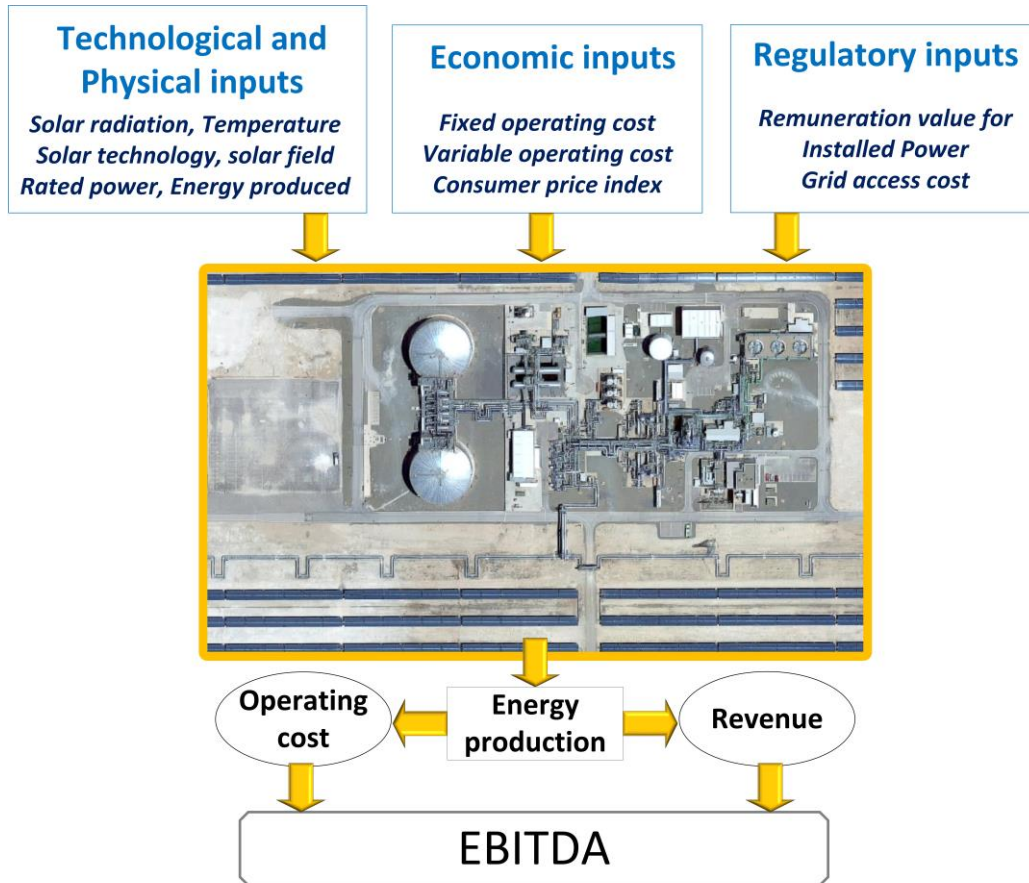 Technological and
Physical inputs
Solar radiation, Temperature
Solar technology, solar field
Rated power, Energy produced
Economic inputs
Fixed operating cost
Variable operating cost
Consumer price index
Regulatory inputs
Remuneration value for
Installed Power
Grid access cost
Operating
cost
Energy
production
Revenue
EBITDA